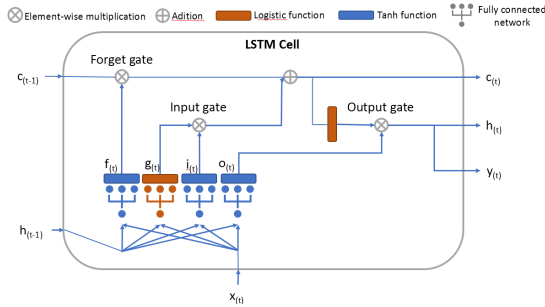 Element-wise multiplication Adition Logistic function Tanh function Fully connected
network
LSTM Cell
Forget gate
c(t-1)
c(t)
Input gate
Output gate
h(t)
f(t) g(t) i(t) o(t)
y(t)
h(t-1)
x(t)